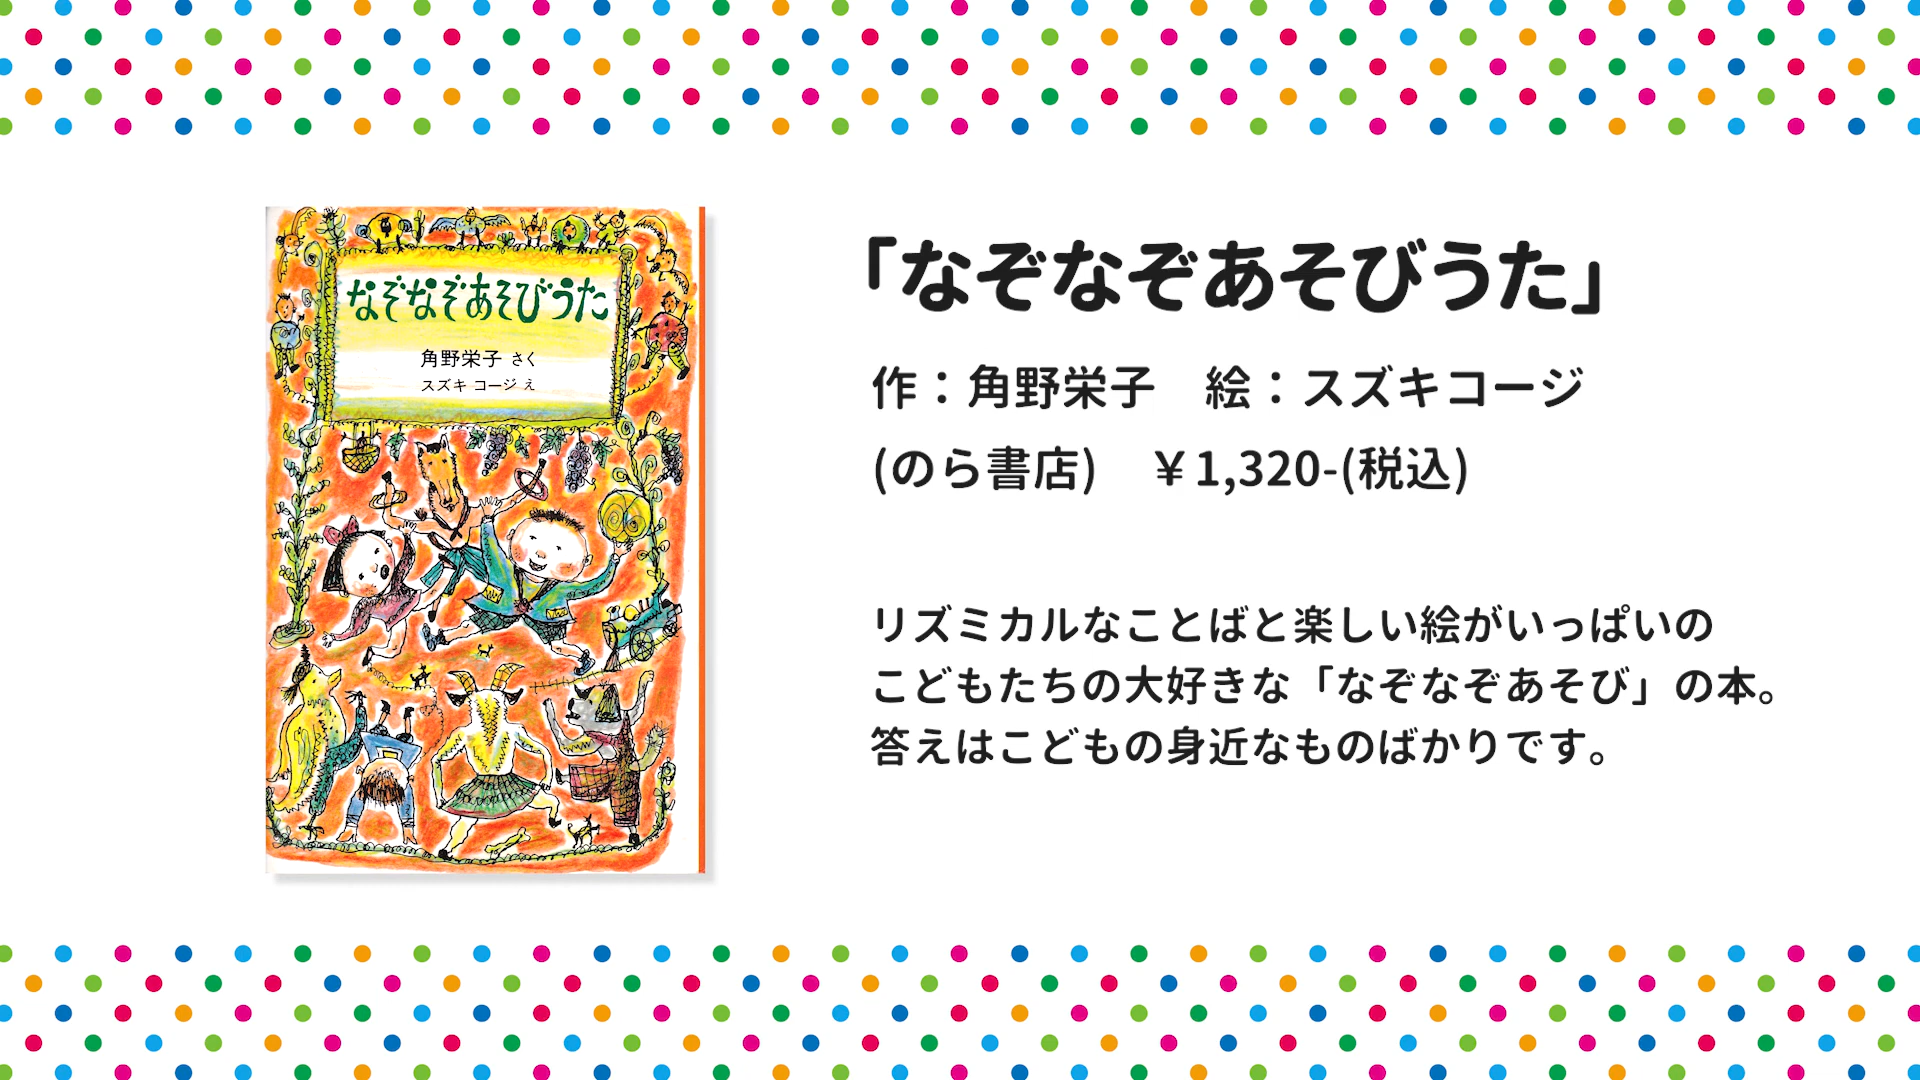 なぞなぞあそびうた
角野栄子 さく
スズキ コージ え
「なぞなぞあそびうた」
作：角野栄子　絵：スズキコージ
(のら書店)　￥1,320-(税込)
リズミカルなことばと楽しい絵がいっぱいの
こどもたちの大好きな「なぞなぞあそび」の本。
答えはこどもの身近なものばかりです。